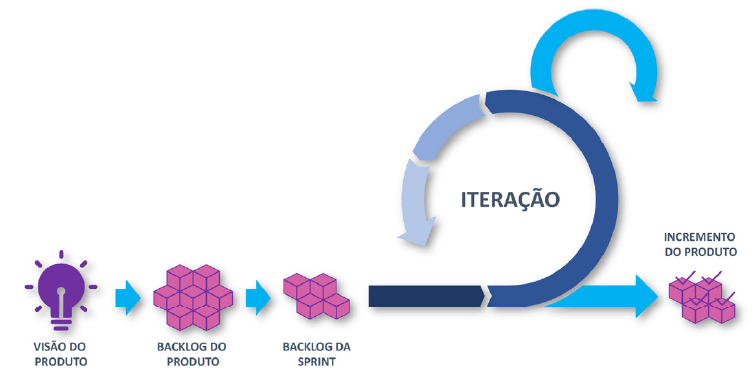 ITERAÇÃO
INCREMENTO
DO PRODUTO
VISÃO DO
PRODUTO
BACKLOG DO
PRODUTO
BACKLOG DA
SPRINT